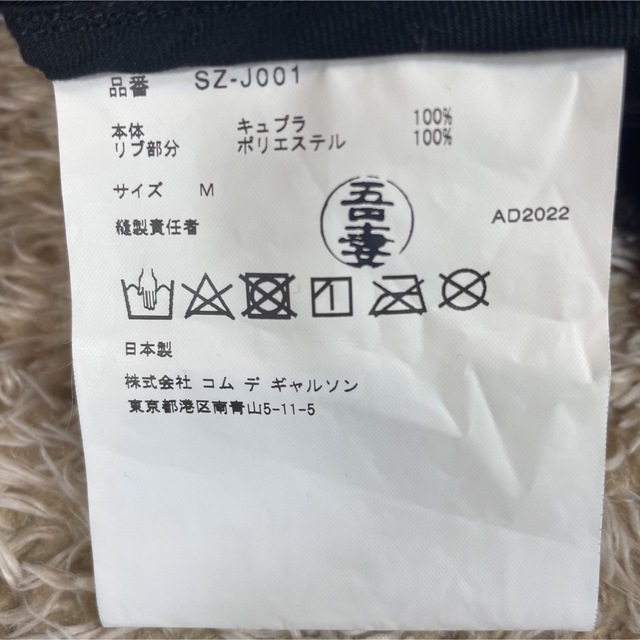 品番 SZ-J001
本体 キュプラ 100%
リブ部分 ポリエステル 100%
サイズ M
縫製責任者 吾妻 AD2022
日本製
株式会社 コム デ ギャルソン
東京都港区南青山5-11-5